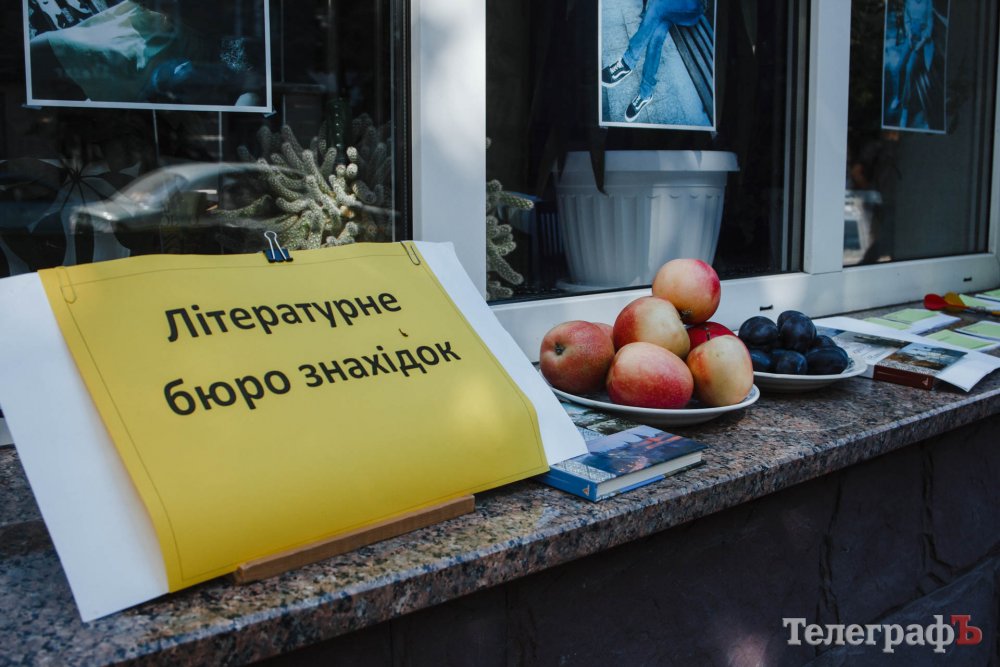 Літературне
бюро знахідок
ТелеграфЪ